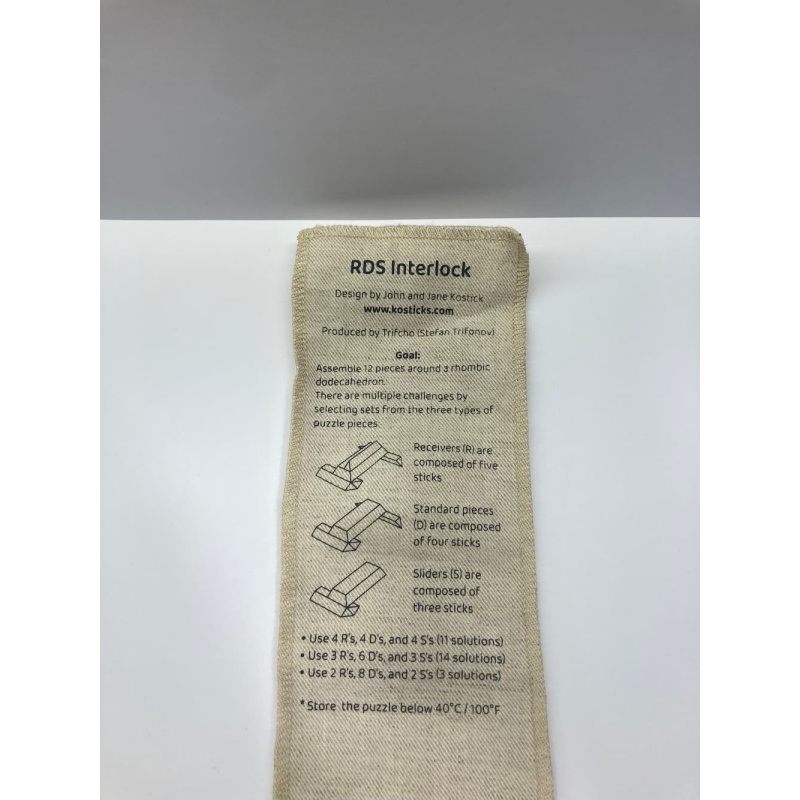 RDS Interlock
Design by John and Jane Kostick
www.kosticks.com
Produced by Trifcho (Stefan Trifonov)
Goal:
Assemble 12 pieces around a rhombic
dodecahedron.
There are multiple challenges by
selecting sets from the three types of
puzzle pieces:
Receivers (R) are
composed of five
sticks
Standard pieces
(D) are composed
of four sticks
Sliders (S) are
composed of
three sticks
• Use 4 R's, 4 D's, and 4 S's (11 solutions)
• Use 3 R's, 6 D's, and 3 S's (14 solutions)
• Use 2 R's, 8 D's, and 2 S's (3 solutions)
*Store the puzzle below 40°C / 100°F